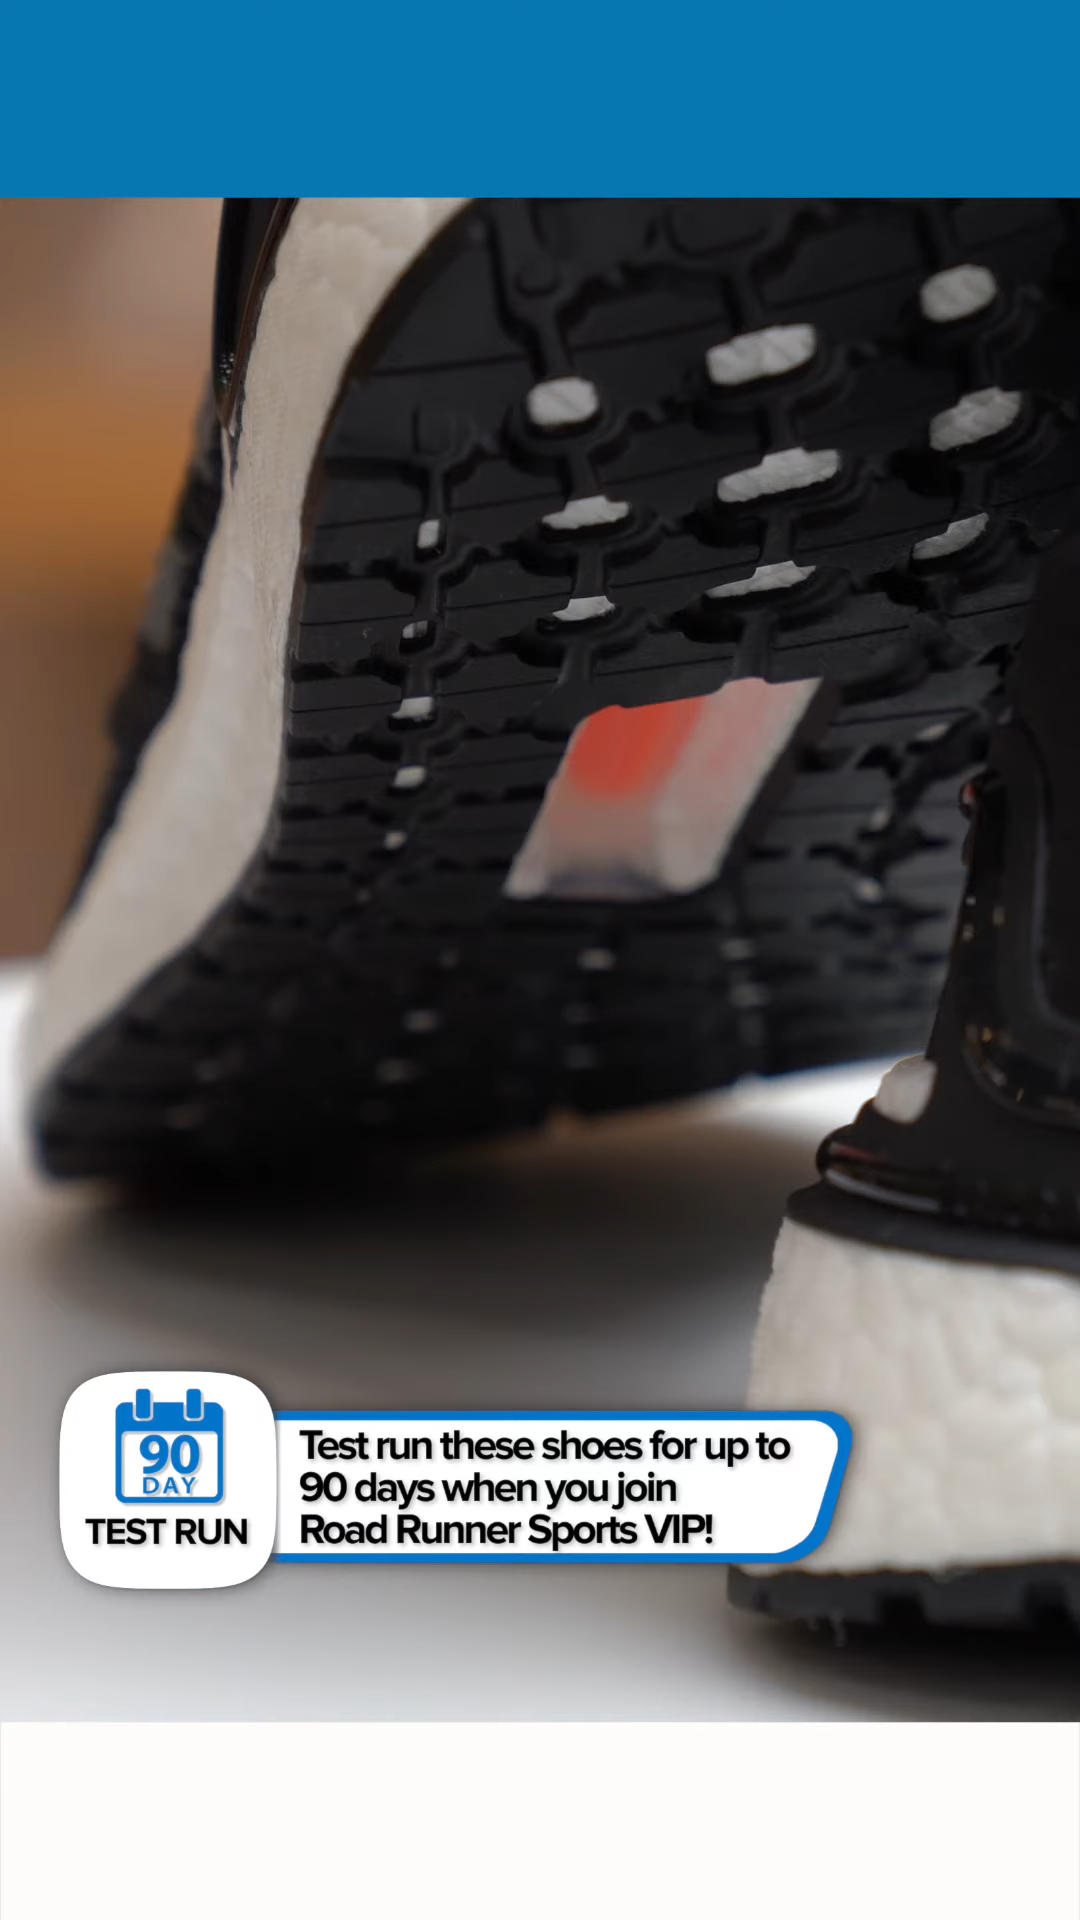 90
DAY
TEST RUN
Test run these shoes for up to
90 days when you join
Road Runner Sports VIP!